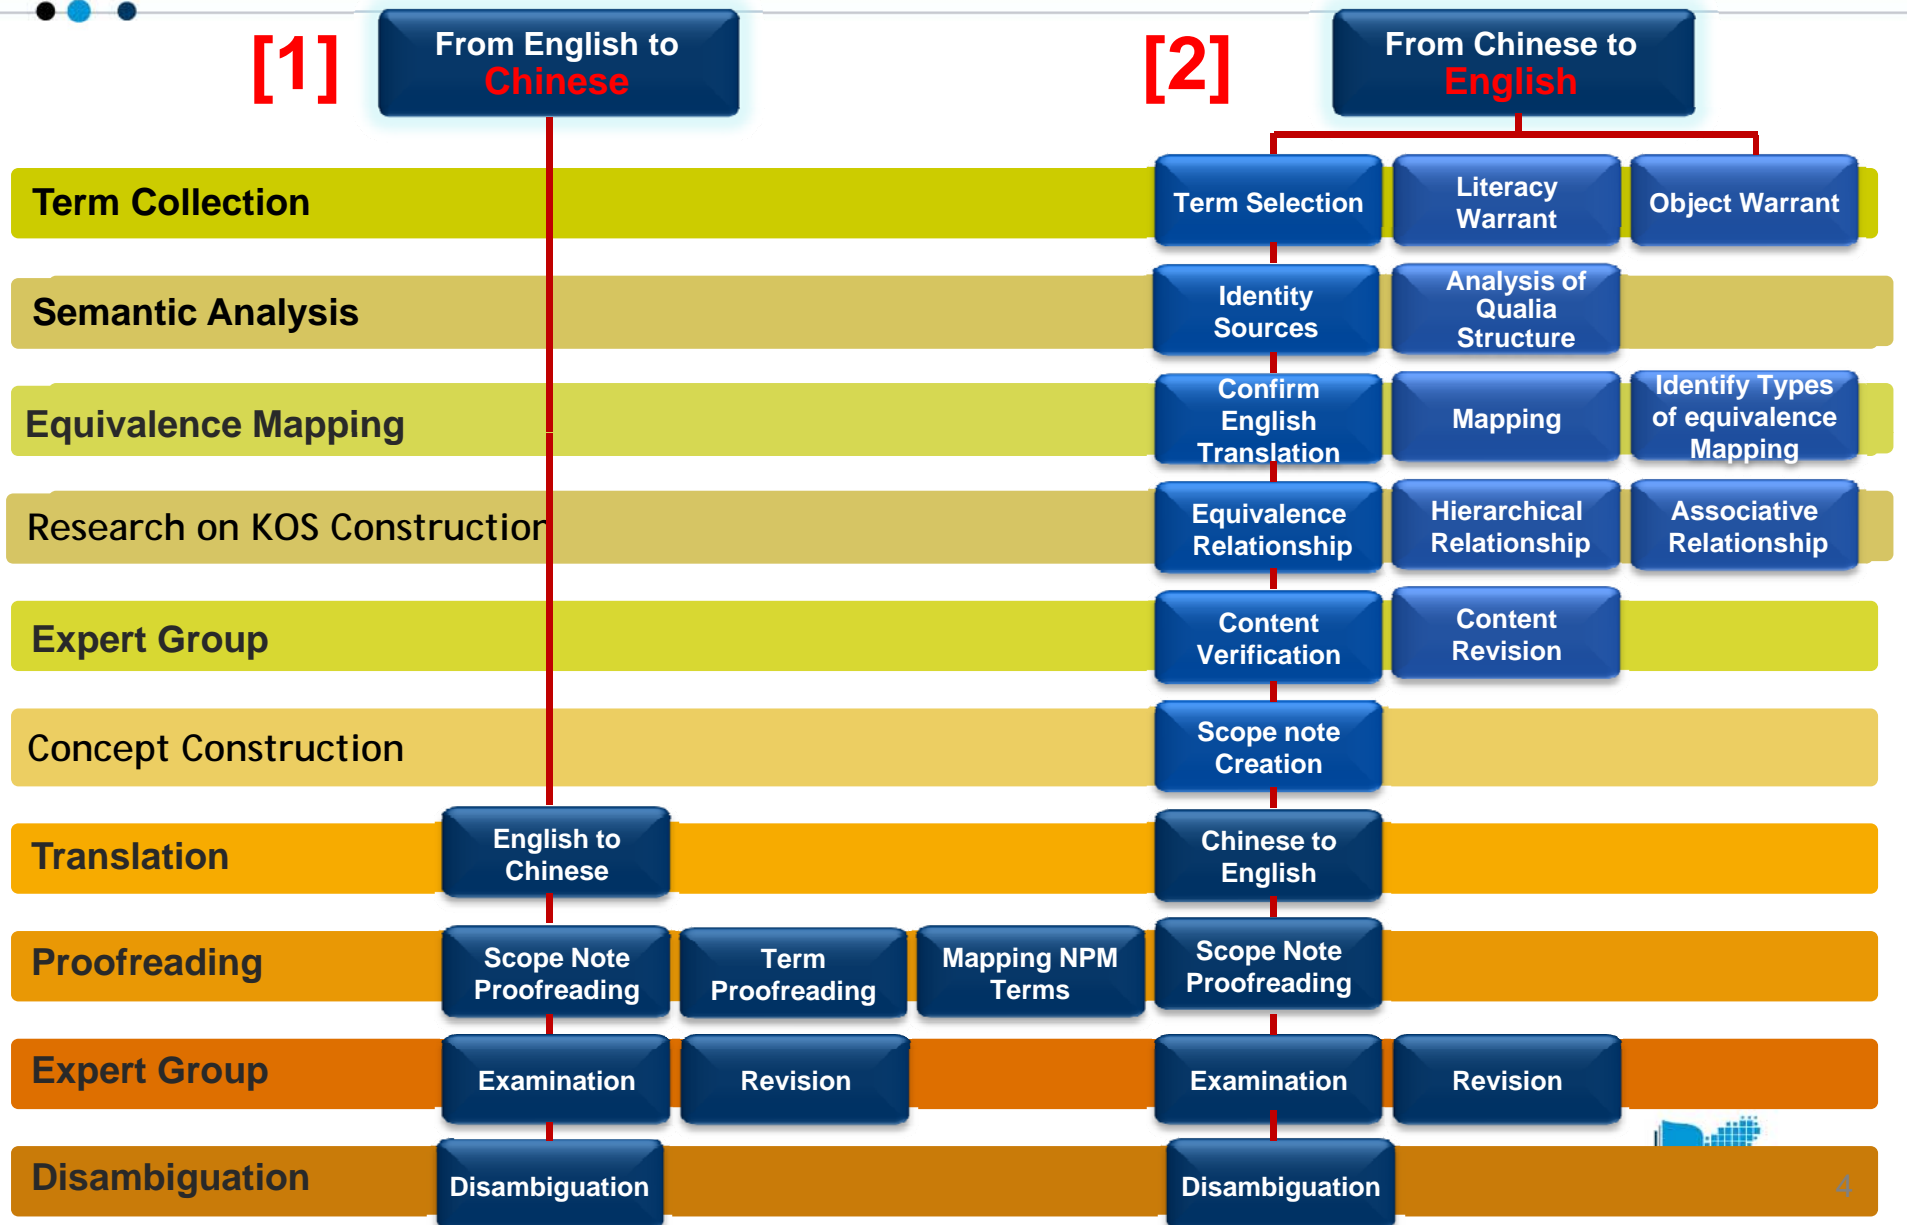 [1]
From English to
Chinese
[2]
From Chinese to
English
Term Collection
Term Selection
Literacy
Warrant
Object Warrant
Semantic Analysis
Identity
Sources
Analysis of
Qualia
Structure
Equivalence Mapping
Confirm
English
Translation
Mapping
Identify Types
of equivalence
Mapping
Research on KOS Construction
Equivalence
Relationship
Hierarchical
Relationship
Associative
Relationship
Expert Group
Content
Verification
Content
Revision
Concept Construction
Scope note
Creation
Translation
English to
Chinese
Chinese to
English
Proofreading
Scope Note
Proofreading
Term
Proofreading
Mapping NPM
Terms
Scope Note
Proofreading
Expert Group
Examination
Revision
Examination
Revision
Disambiguation
Disambiguation
Disambiguation
4